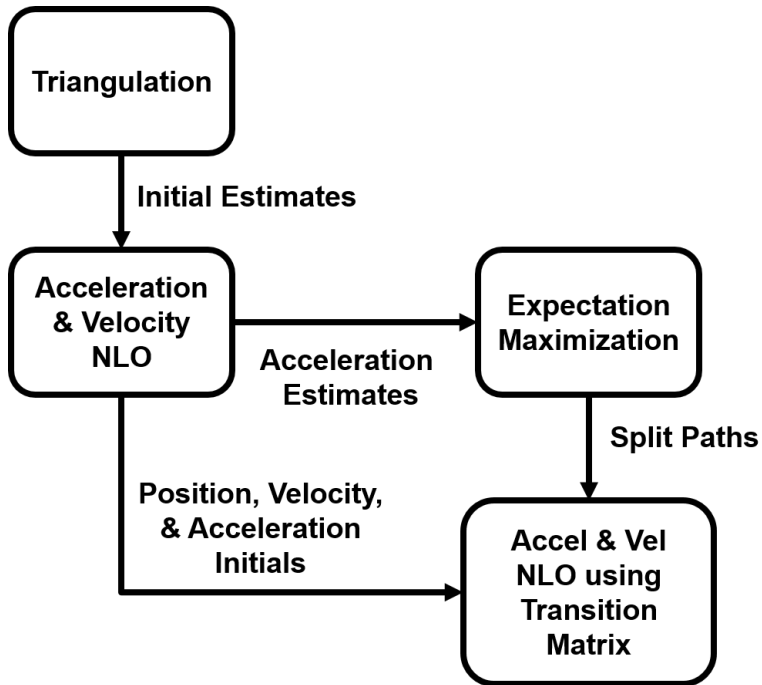 Triangulation
Initial Estimates
Acceleration
& Velocity
NLO
Acceleration
Estimates
Expectation
Maximization
Split Paths
Position, Velocity,
& Acceleration
Initials
Accel & Vel
NLO using
Transition
Matrix